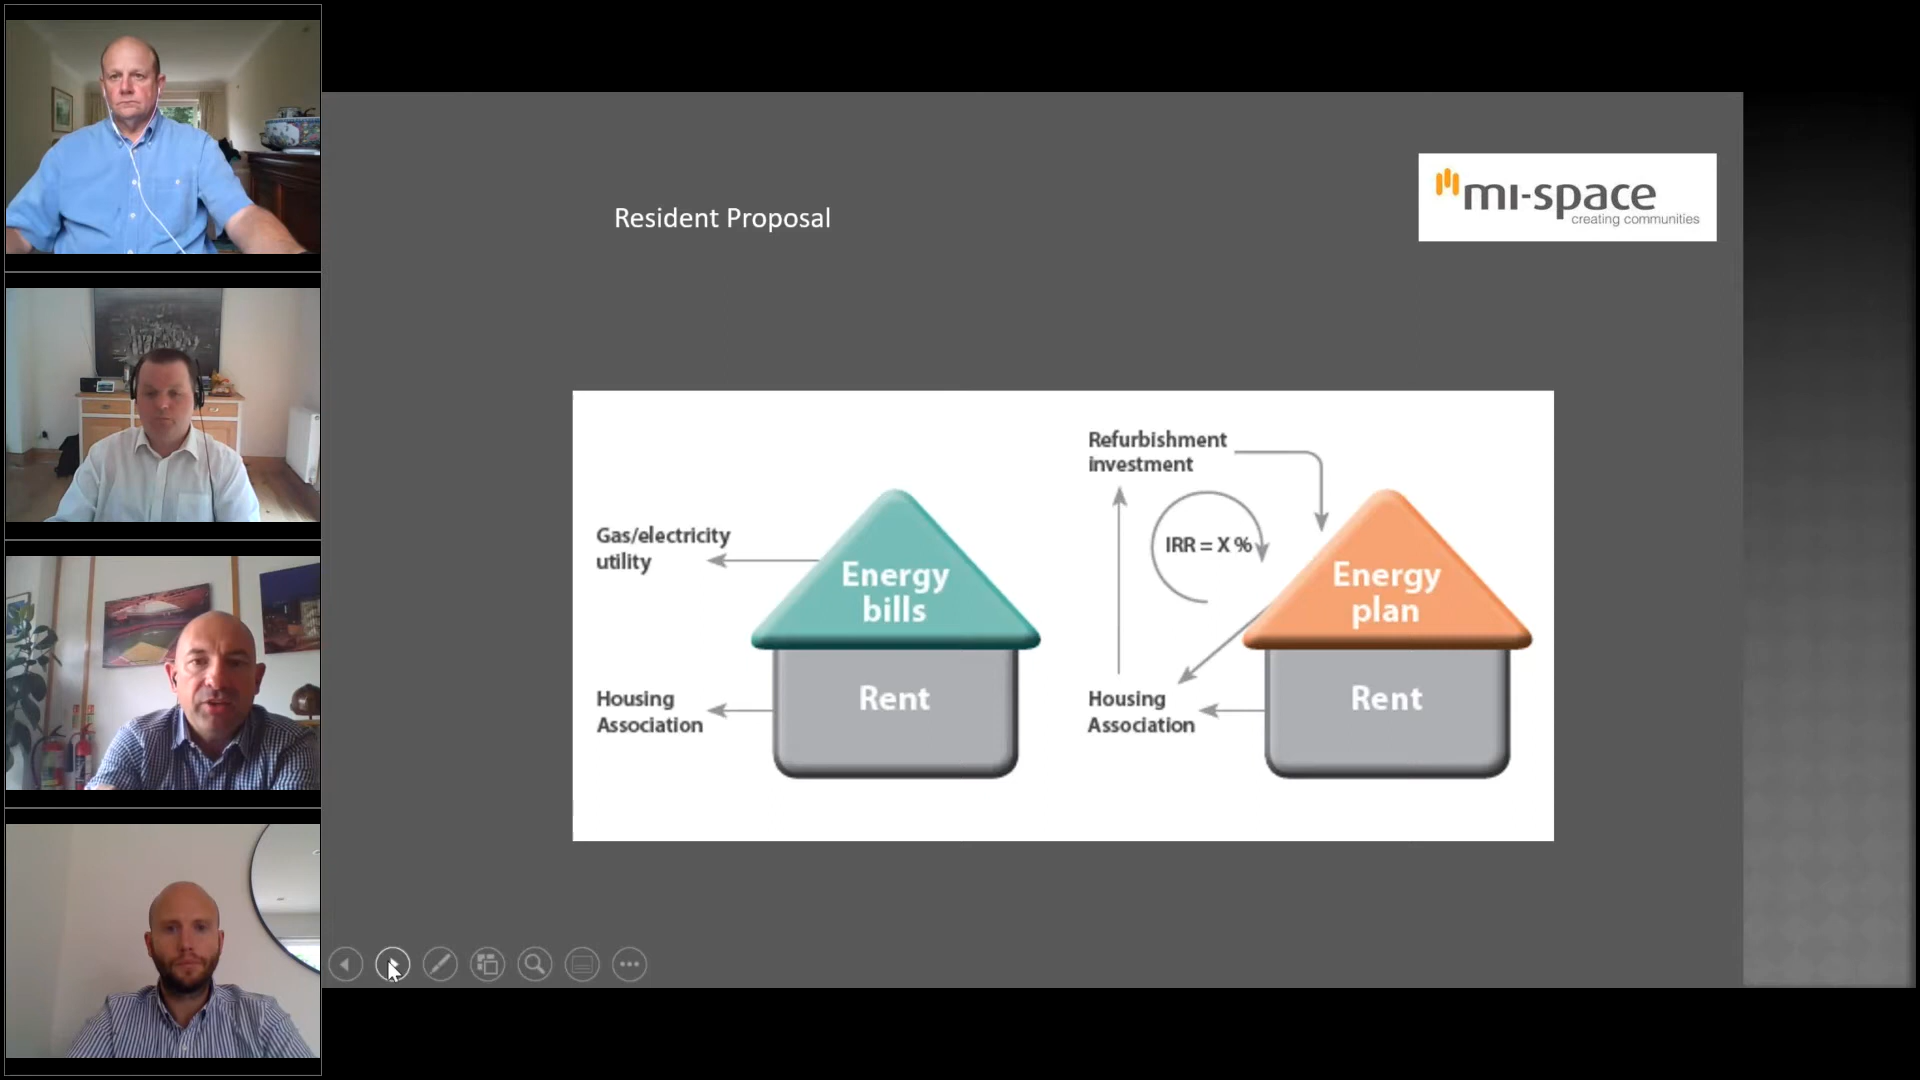 Resident Proposal
mi-space
creating communities
Gas/electricity
utility
Energy
bills
Housing
Association
Rent
Refurbishment
investment
IRR = X %
Energy
plan
Housing
Association
Rent